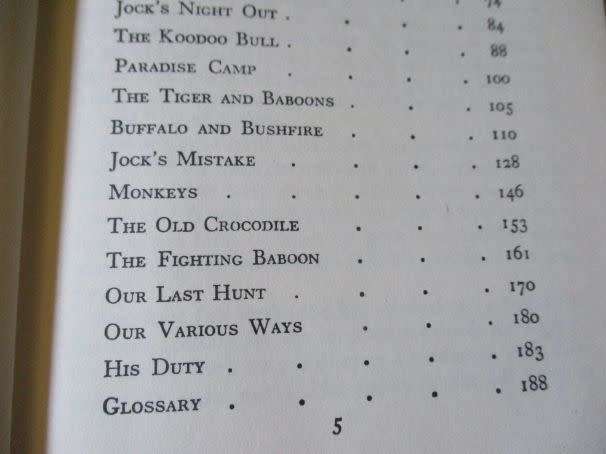 Jock's Night Out . . . . 84
The Koodoo Bull . . . . 88
Paradise Camp . . . . 100
The Tiger and Baboons . . . 105
Buffalo and Bushfire . . . 110
Jock's Mistake . . . . 128
Monkeys . . . . . 146
The Old Crocodile . . . 153
The Fighting Baboon . . . 161
Our Last Hunt . . . . 170
Our Various Ways . . . 180
His Duty . . . . . 183
Glossary . . . . . 188
5